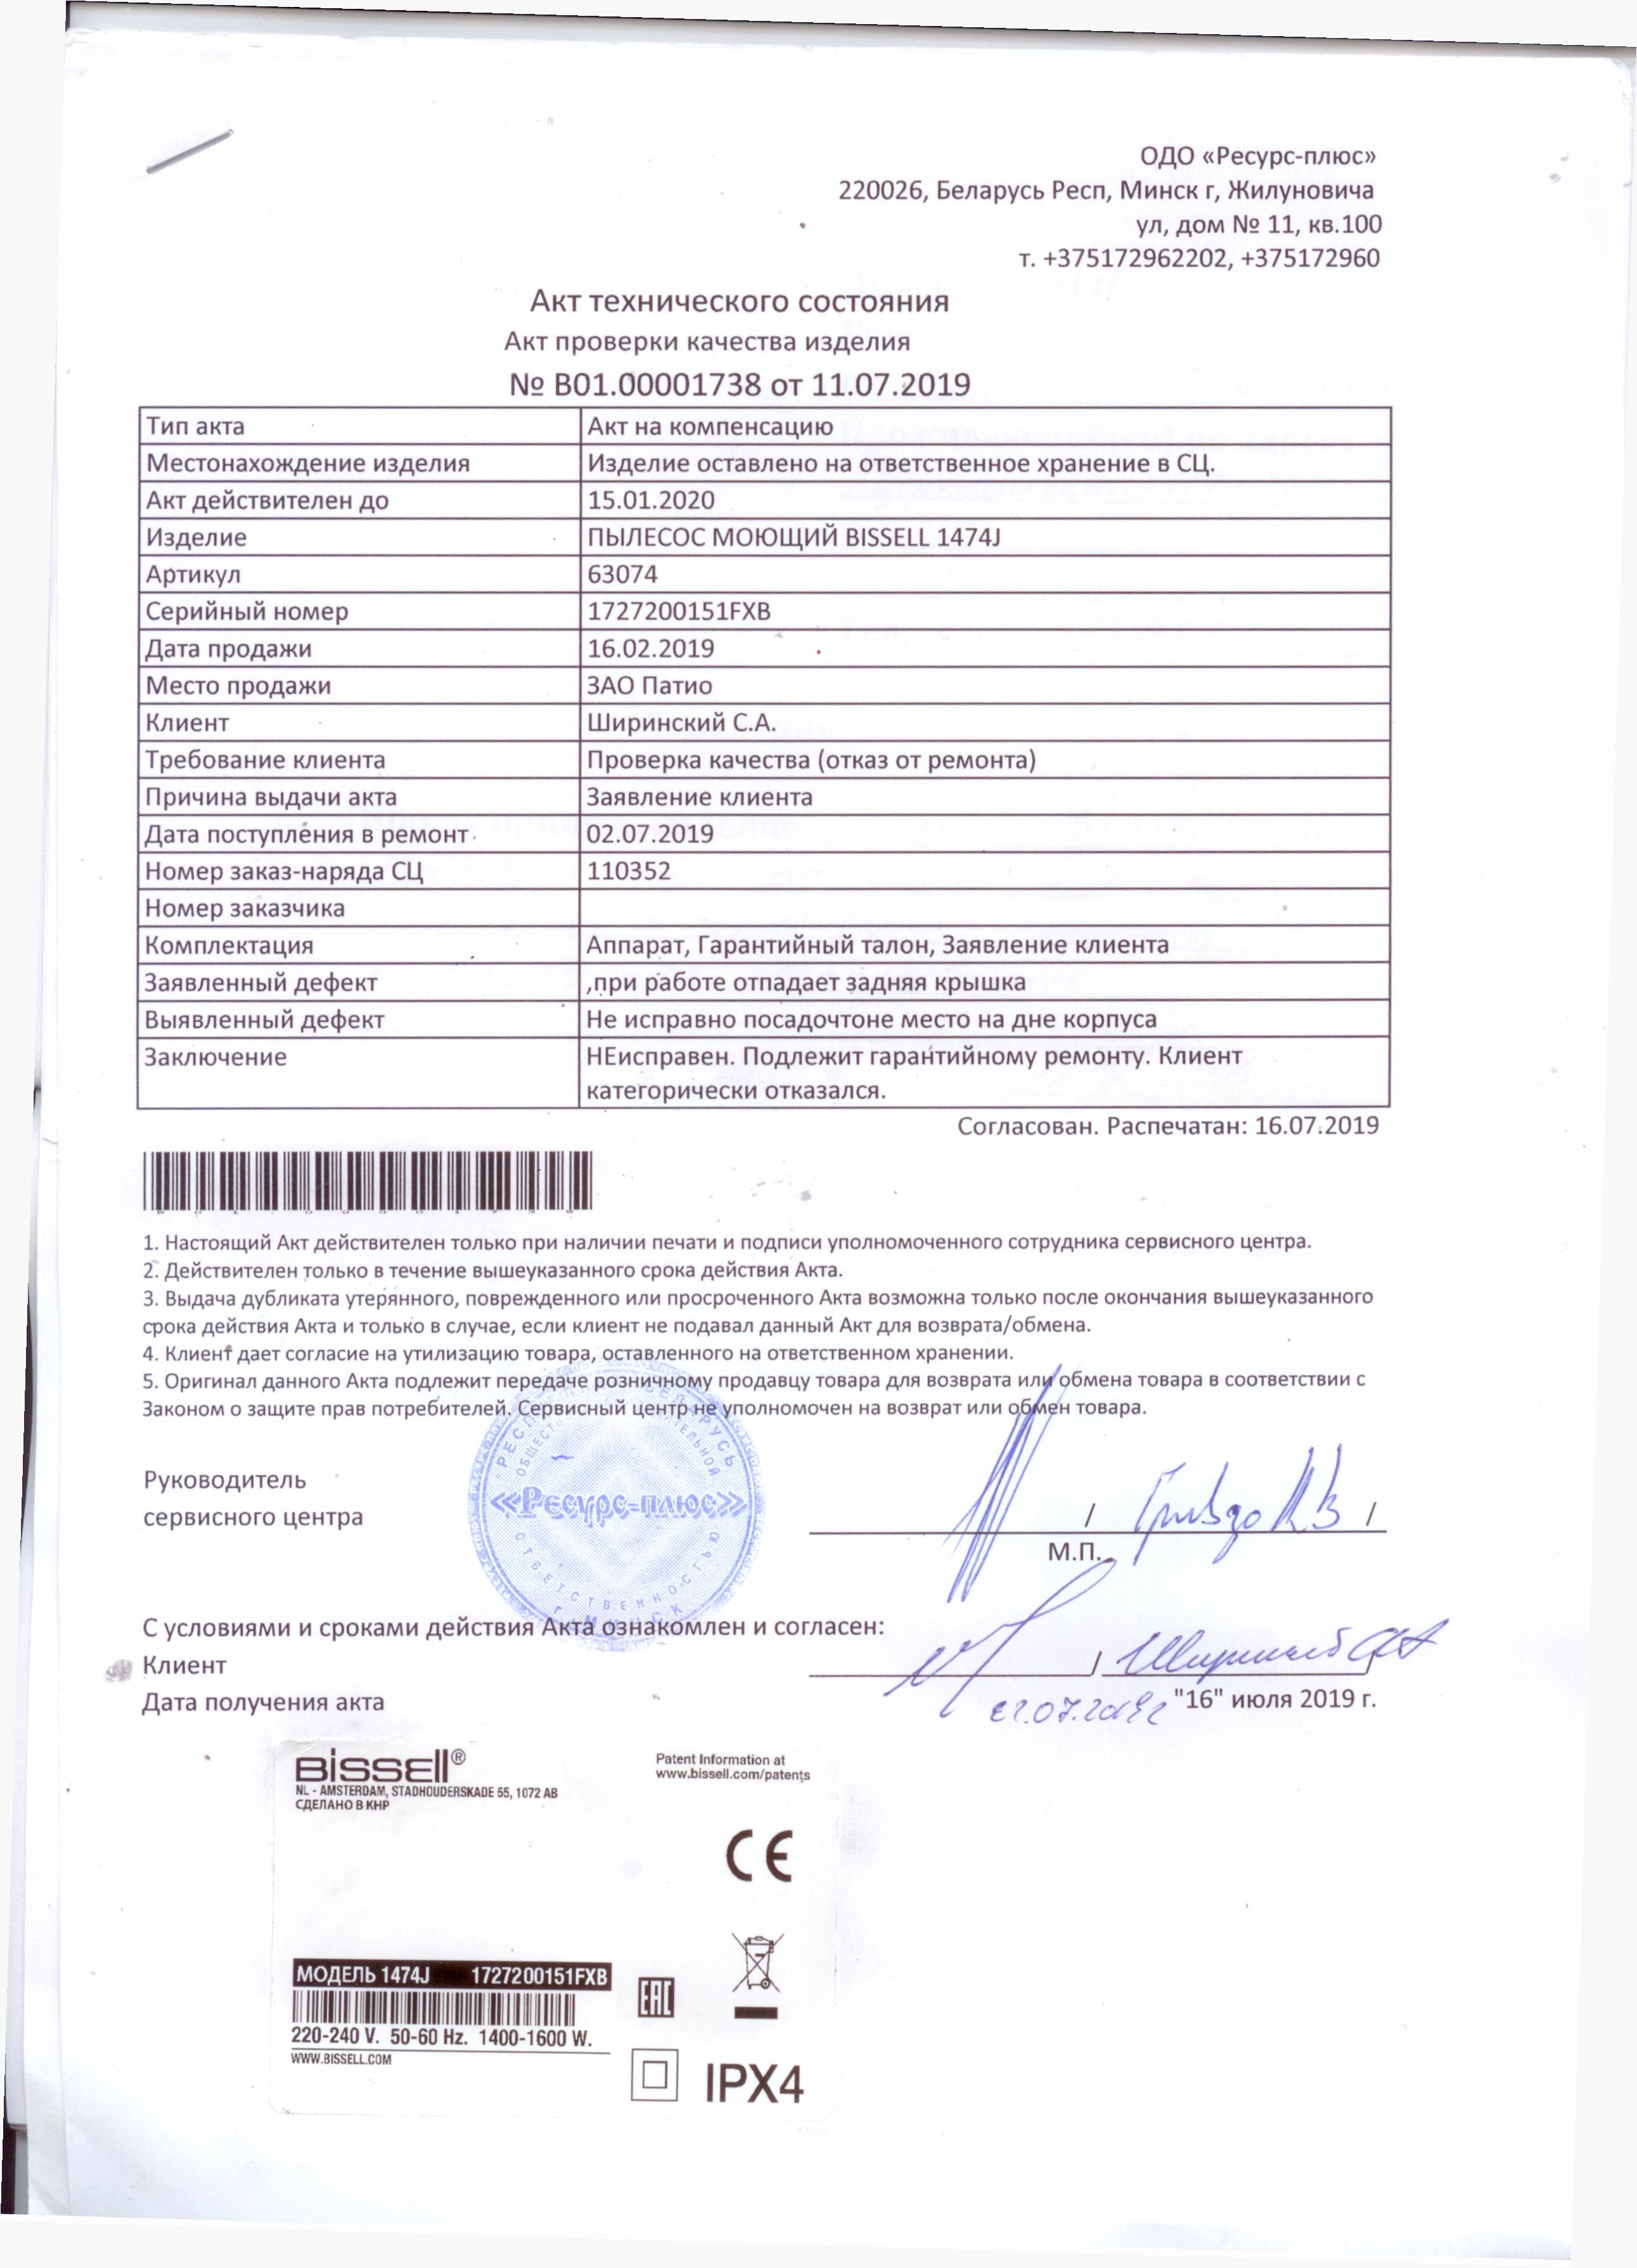 ОДО «Ресурс-плюс»
220026, Беларусь Респ, Минск г, Жилуновича
ул, дом № 11, кв.100
т. +375172962202, +375172960
Акт технического состояния
Акт проверки качества изделия
№ В01.00001738 от 11.07.2019
Тип акта Акт на компенсацию
Местонахождение изделия Изделие оставлено на ответственное хранение в СЦ.
Акт действителен до 15.01.2020
Изделие ПЫЛЕСОС МОЮЩИЙ BISSELL 1474J
Артикул 63074
Серийный номер 1727200151FXB
Дата продажи 16.02.2019
Место продажи ЗАО Патио
Клиент Ширинский С.А.
Требование клиента Проверка качества (отказ от ремонта)
Причина выдачи акта Заявление клиента
Дата поступления в ремонт 02.07.2019
Номер заказ-наряда СЦ 110352
Номер заказчика
Комплектация Аппарат, Гарантийный талон, Заявление клиента
Заявленный дефект ,при работе отпадает задняя крышка
Выявленный дефект Не исправно посадочтоне место на дне корпуса
Заключение НЕисправен. Подлежит гарантийному ремонту. Клиент
категорически отказался.
Согласован. Распечатан: 16.07.2019
1. Настоящий Акт действителен только при наличии печати и подписи уполномоченного сотрудника сервисного центра.
2. Действителен только в течение вышеуказанного срока действия Акта.
3. Выдача дубликата утерянного, поврежденного или просроченного Акта возможна только после окончания вышеуказанного
срока действия Акта и только в случае, если клиент не подавал данный Акт для возврата/обмена.
4. Клиент дает согласие на утилизацию товара, оставленного на ответственном хранении.
5. Оригинал данного Акта подлежит передаче розничному продавцу товара для возврата или обмена товара в соответствии с
Законом о защите прав потребителей. Сервисный центр не уполномочен на возврат или обмен товара.
РЕСПУБЛИКА БЕЛАРУСЬ
«Ресурс-плюс»
ОТВЕТСТВЕННОСТЬЮ
г. МИНСК
Руководитель
сервисного центра / /
М.П.
С условиями и сроками действия Акта ознакомлен и согласен:
Клиент /
Дата получения акта "16" июля 2019 г.
BISSELL®
NL - AMSTERDAM, STADHOUDERSKADE 55, 1072 AB
СДЕЛАНО В КНР
Patent Information at
www.bissell.com/patents
CE
МОДЕЛЬ 1474J 1727200151FXB
EAC
220-240 V. 50-60 Hz. 1400-1600 W.
WWW.BISSELL.COM
IPX4